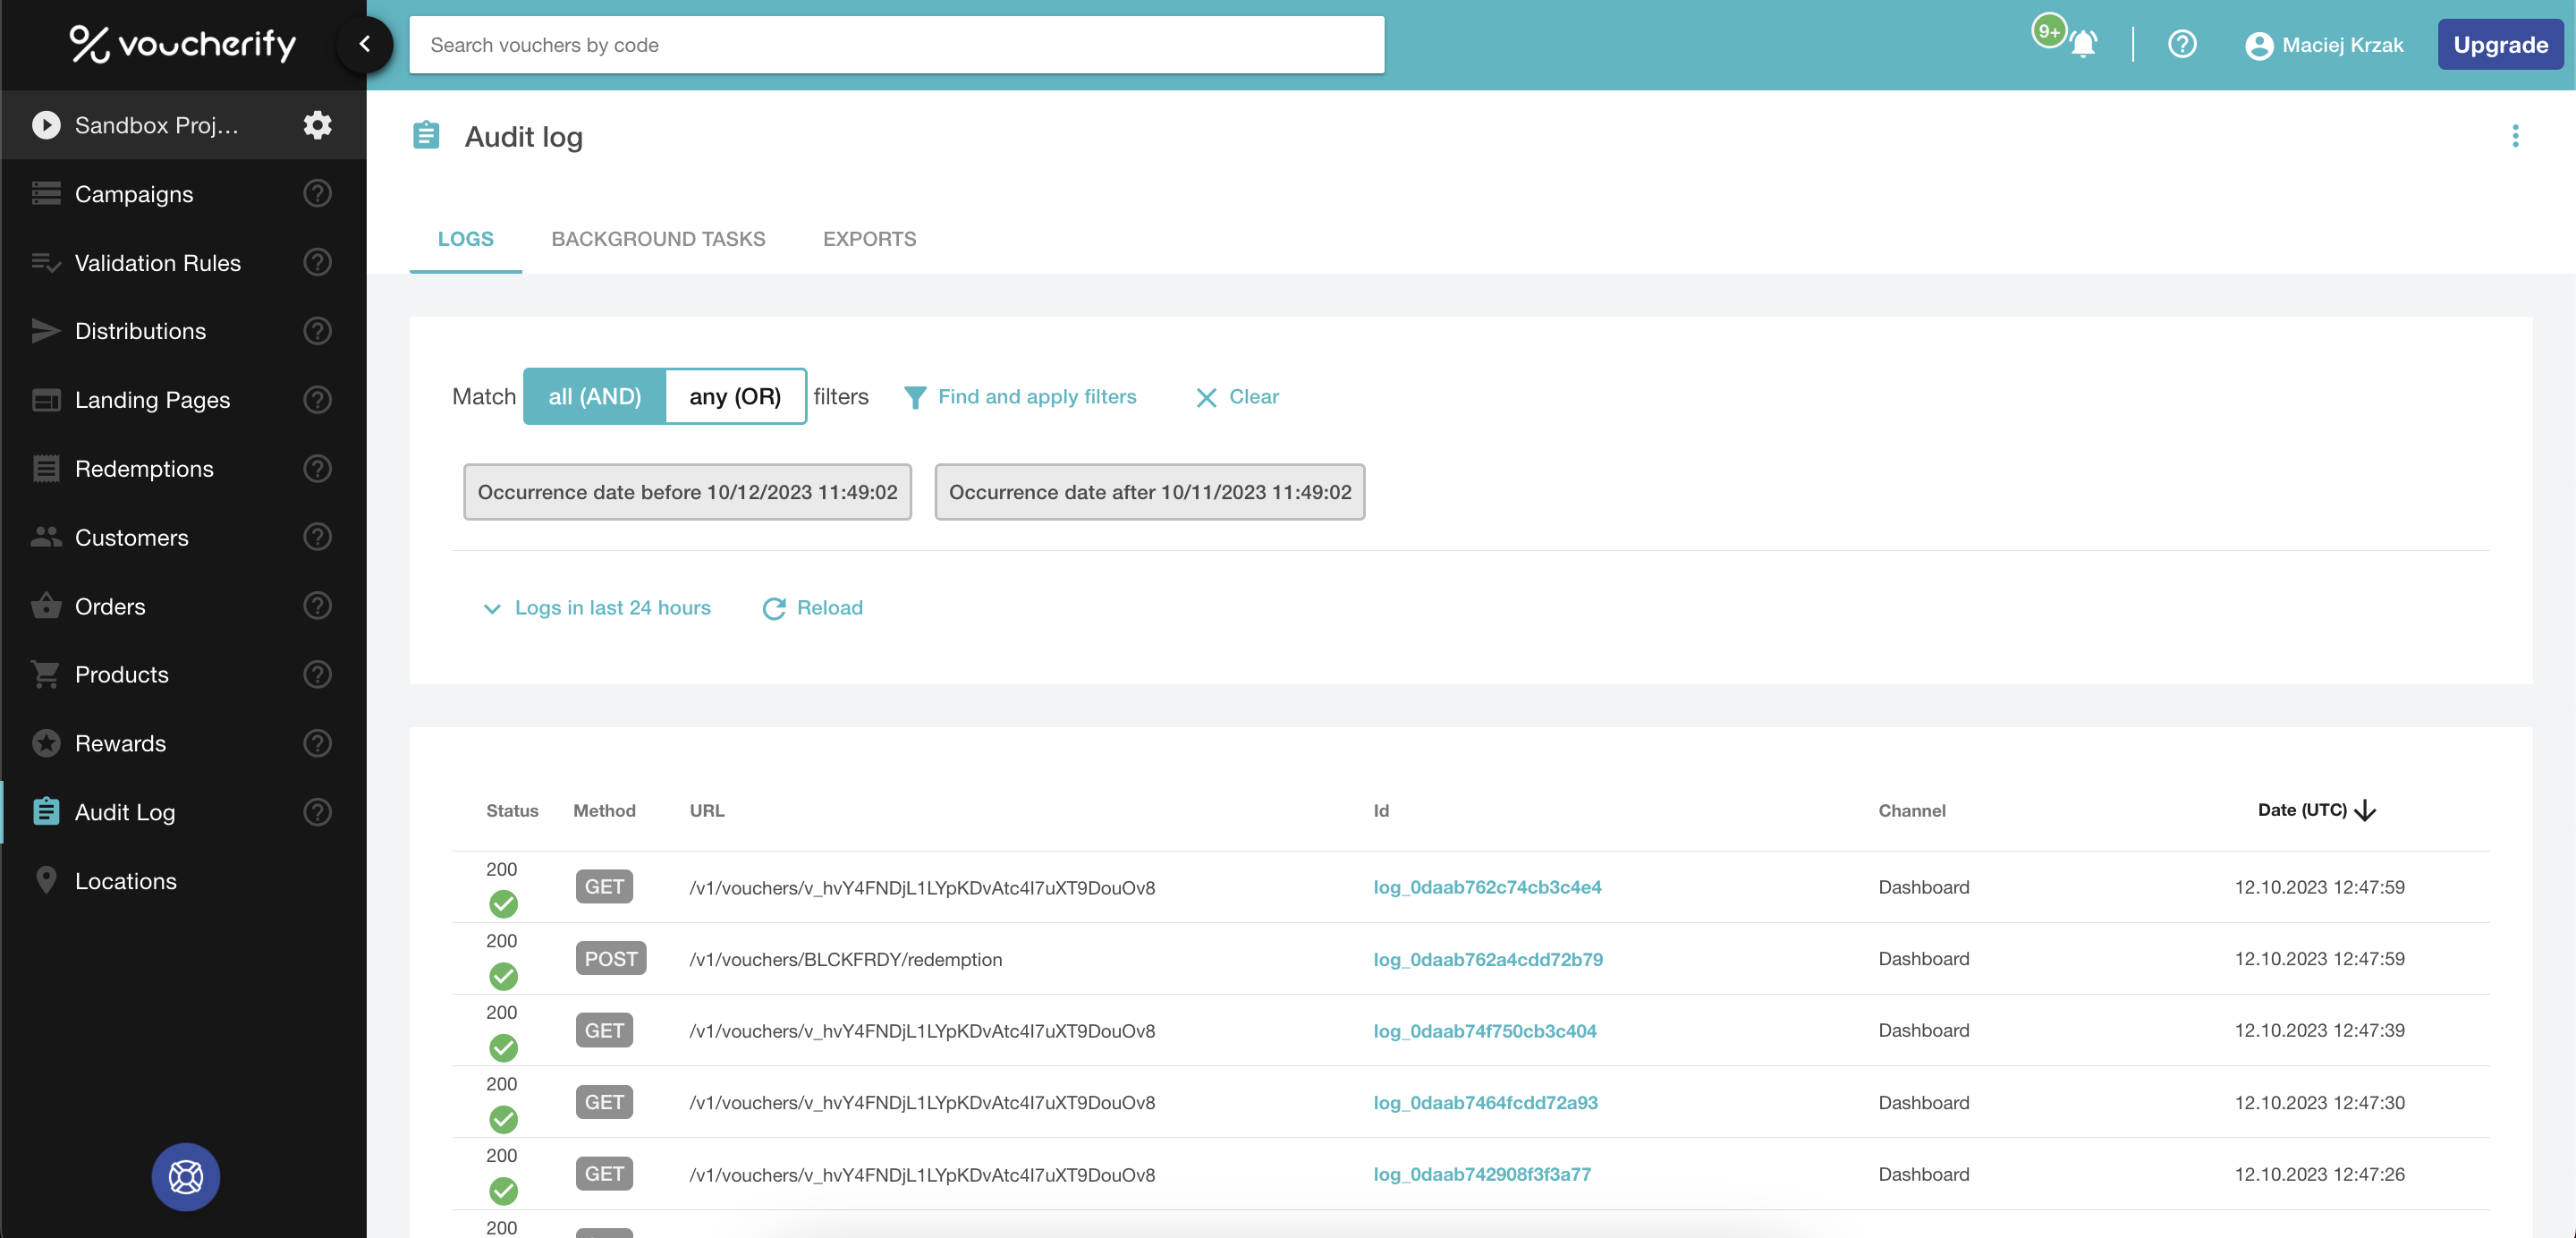 voucherify
Search vouchers by code
9+
Maciej Krzak
Upgrade
Sandbox Proj...
Campaigns
Validation Rules
Distributions
Landing Pages
Redemptions
Customers
Orders
Products
Rewards
Audit Log
Locations
Audit log
LOGS BACKGROUND TASKS EXPORTS
Match all (AND) any (OR) filters Find and apply filters Clear
Occurrence date before 10/12/2023 11:49:02 Occurrence date after 10/11/2023 11:49:02
Logs in last 24 hours Reload
Status Method URL Id Channel Date (UTC)
200 GET /v1/vouchers/v_hvY4FNDjL1LYpKDvAtc4I7uXT9DouOv8 log_0daab762c74cb3c4e4 Dashboard 12.10.2023 12:47:59
200 POST /v1/vouchers/BLCKFRDY/redemption log_0daab762a4cdd72b79 Dashboard 12.10.2023 12:47:59
200 GET /v1/vouchers/v_hvY4FNDjL1LYpKDvAtc4I7uXT9DouOv8 log_0daab74f750cb3c404 Dashboard 12.10.2023 12:47:39
200 GET /v1/vouchers/v_hvY4FNDjL1LYpKDvAtc4I7uXT9DouOv8 log_0daab7464fcdd72a93 Dashboard 12.10.2023 12:47:30
200 GET /v1/vouchers/v_hvY4FNDjL1LYpKDvAtc4I7uXT9DouOv8 log_0daab742908f3f3a77 Dashboard 12.10.2023 12:47:26
200